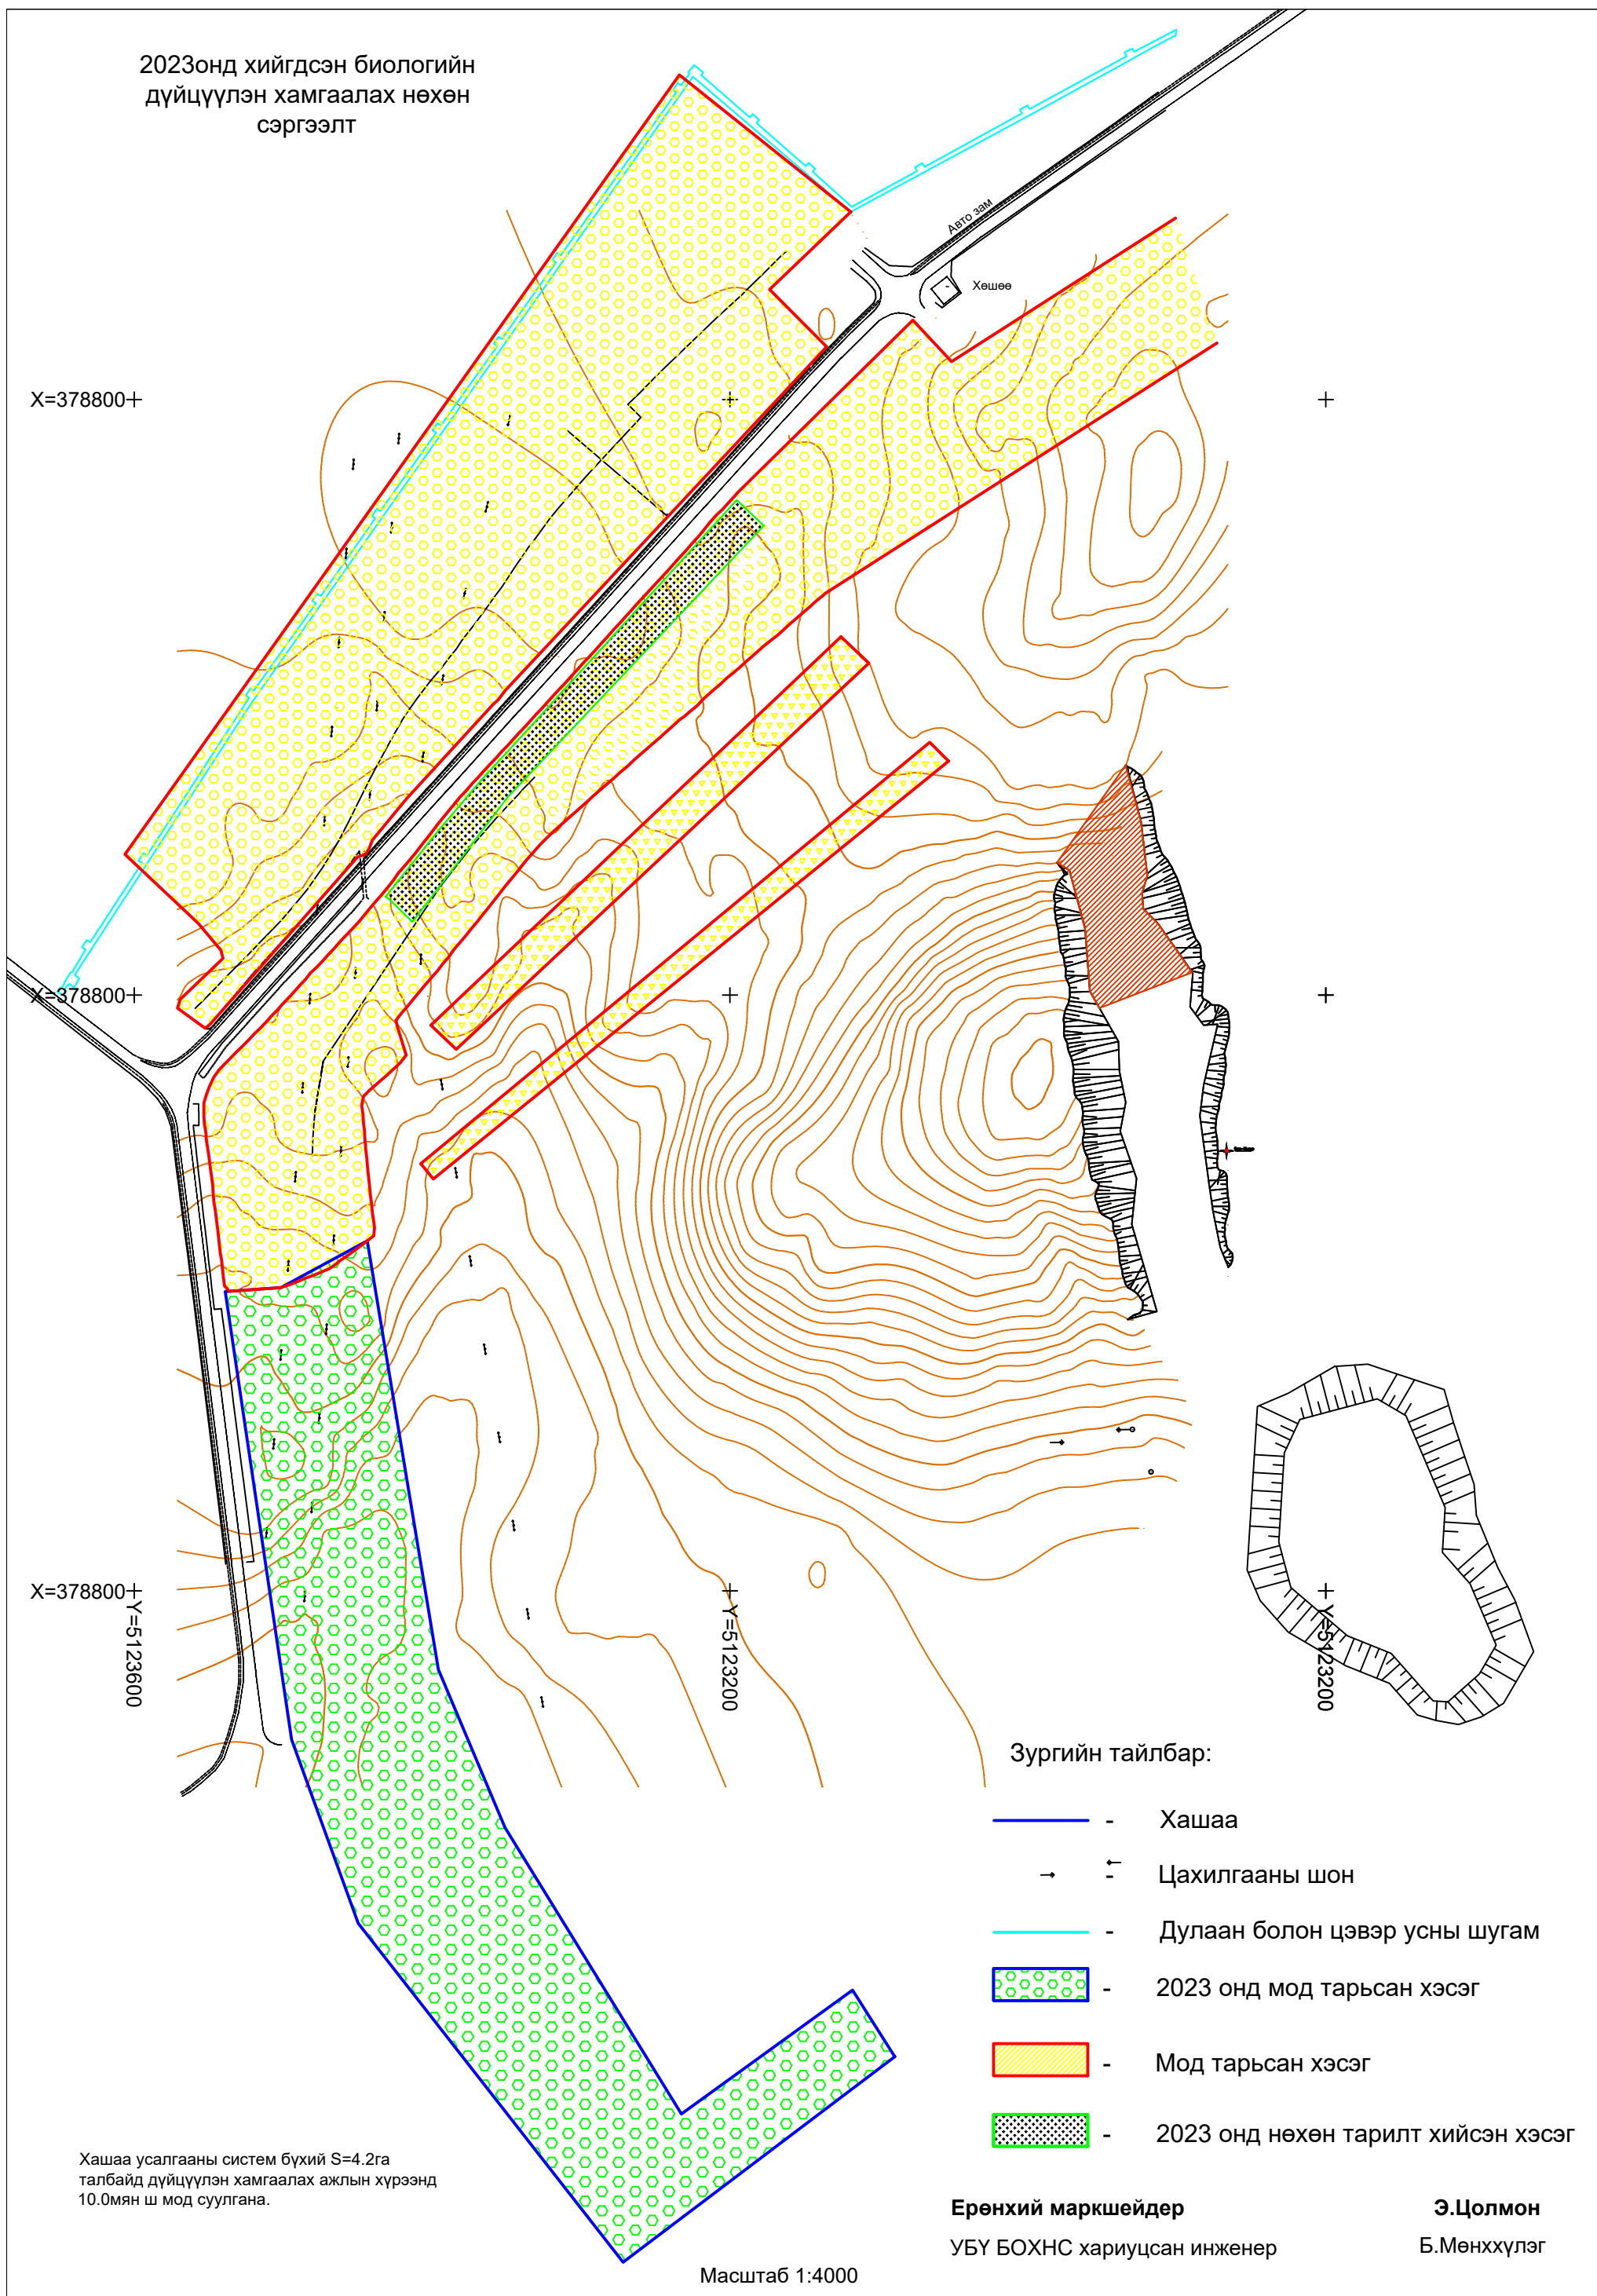 2023онд хийгдсэн биологийн
дүйцүүлэн хамгаалах нөхөн
сэргээлт
Авто зам
Хөшөө
X=378800
X=378800
X=378800
Y=5123600
Y=5123200
Y=5123200
Зургийн тайлбар:
- Хашаа
- Цахилгааны шон
- Дулаан болон цэвэр усны шугам
- 2023 онд мод тарьсан хэсэг
- Мод тарьсан хэсэг
- 2023 онд нөхөн тарилт хийсэн хэсэг
Хашаа усалгааны систем бүхий S=4.2га
талбайд дүйцүүлэн хамгаалах ажлын хүрээнд
10.0мян ш мод суулгана.
Ерөнхий маркшейдер Э.Цолмон
УБҮ БОХНС хариуцсан инженер Б.Мөнххүлэг
Масштаб 1:4000